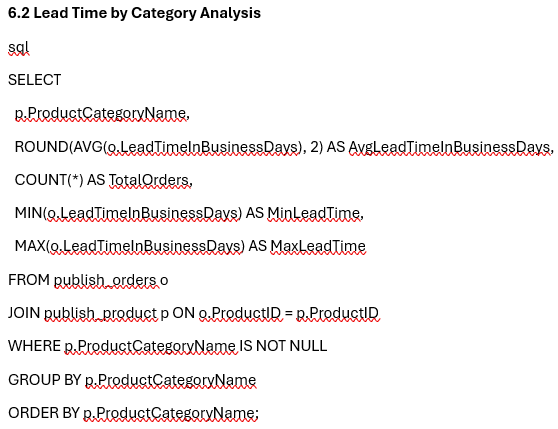 6.2 Lead Time by Category Analysis
sql
SELECT
p.ProductCategoryName,
ROUND(AVG(o.LeadTimeInBusinessDays), 2) AS AvgLeadTimeInBusinessDays,
COUNT(*) AS TotalOrders,
MIN(o.LeadTimeInBusinessDays) AS MinLeadTime,
MAX(o.LeadTimeInBusinessDays) AS MaxLeadTime
FROM publish_orders o
JOIN publish_product p ON o.ProductID = p.ProductID
WHERE p.ProductCategoryName IS NOT NULL
GROUP BY p.ProductCategoryName
ORDER BY p.ProductCategoryName;